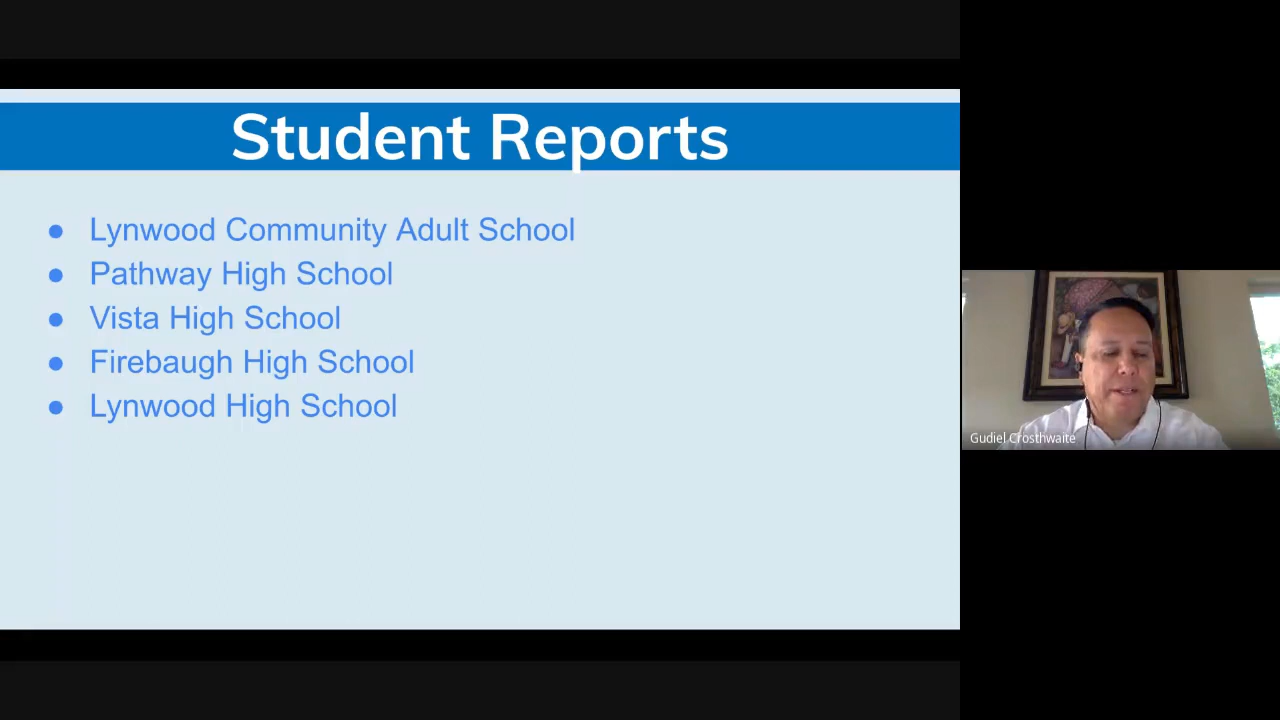 Student Reports
● Lynwood Community Adult School
● Pathway High School
● Vista High School
● Firebaugh High School
● Lynwood High School
Gudiel Crosthwaite